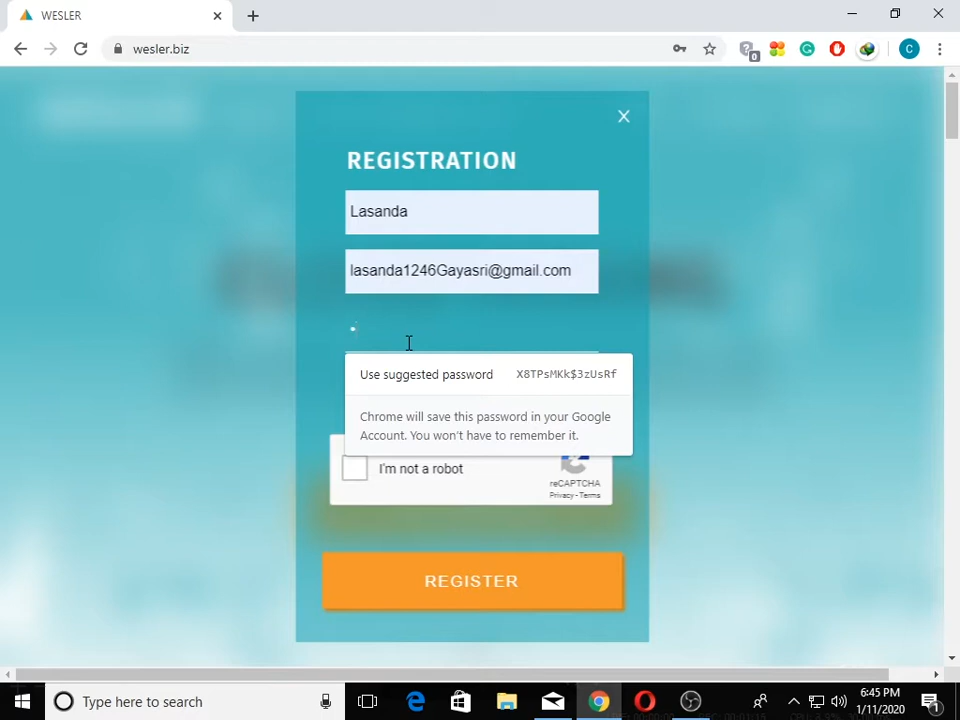 WESLER
wesler.biz
0
C
X
REGISTRATION
Lasanda
lasanda1246Gayasri@gmail.com
Use suggested password X8TPsMKk$3zUsRf
Chrome will save this password in your Google
Account. You won't have to remember it.
I'm not a robot
reCAPTCHA
Privacy - Terms
REGISTER
Type here to search
6:45 PM
1/11/2020
1